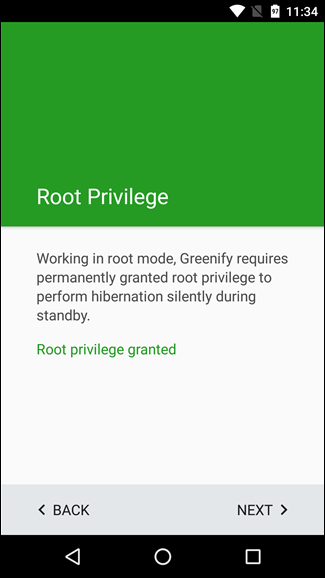 97 11:34
Root Privilege
Working in root mode, Greenify requires
permanently granted root privilege to
perform hibernation silently during
standby.
Root privilege granted
BACK NEXT